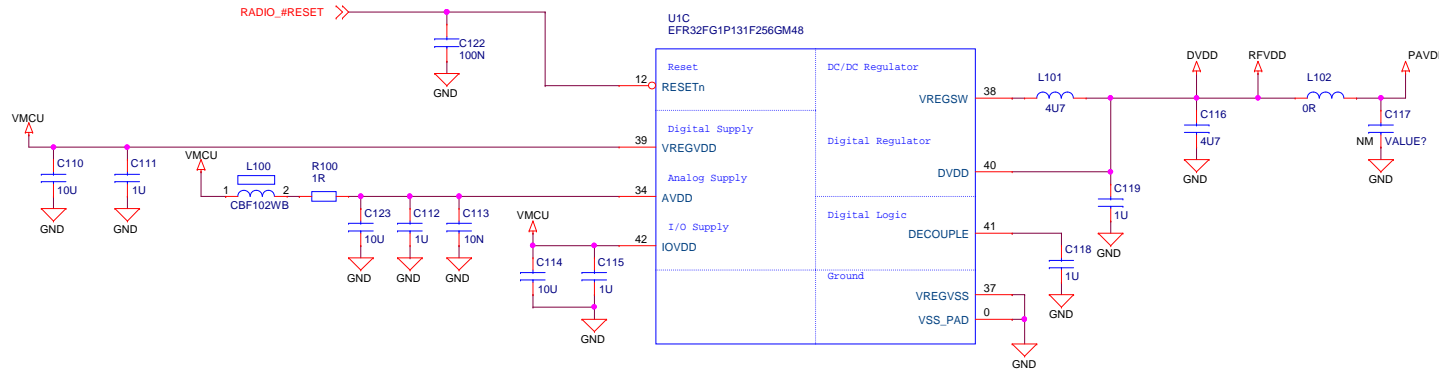 RADIO_#RESET
C122
100N
GND
U1C
EFR32FG1P131F256GM48
Reset
12
RESETn
Digital Supply
39
VREGVDD
Analog Supply
34
AVDD
I/O Supply
42
IOVDD
DC/DC Regulator
VREGSW
38
Digital Regulator
DVDD
40
Digital Logic
DECOUPLE
41
Ground
VREGVSS
37
VSS_PAD
0
GND
VMCU
C110
10U
GND
C111
1U
GND
VMCU
L100
1
2
CBF102WB
R100
1R
C123
10U
GND
C112
1U
GND
C113
10N
GND
VMCU
C114
10U
C115
1U
GND
L101
4U7
DVDD
RFVDD
C116
4U7
GND
L102
0R
PAVD
C117
NM
VALUE?
GND
C119
1U
GND
C118
1U
GND